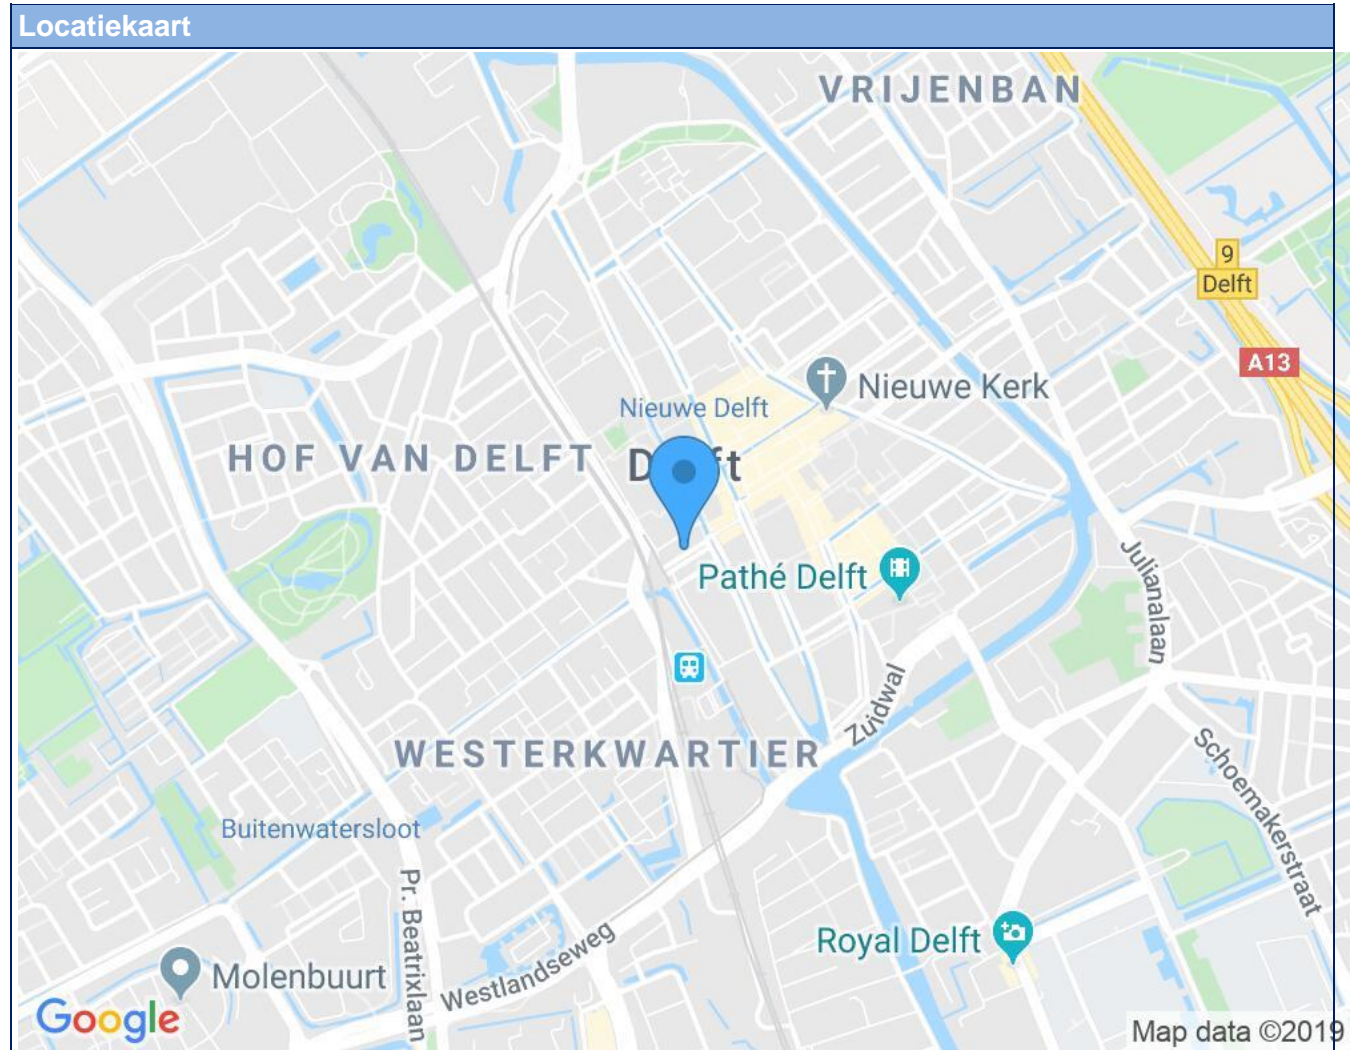 Locatiekaart
VRIJENBAN
9
Delft
A13
Nieuwe Kerk
Nieuwe Delft
HOF VAN DELFT
D ft
Pathé Delft
Julianalaan
Zuidwal
WESTERKWARTIER
Schoemakerstraat
Buitenwatersloot
Pr. Beatrixlaan
Royal Delft
Westlandseweg
Molenbuurt
Google
Map data ©2019